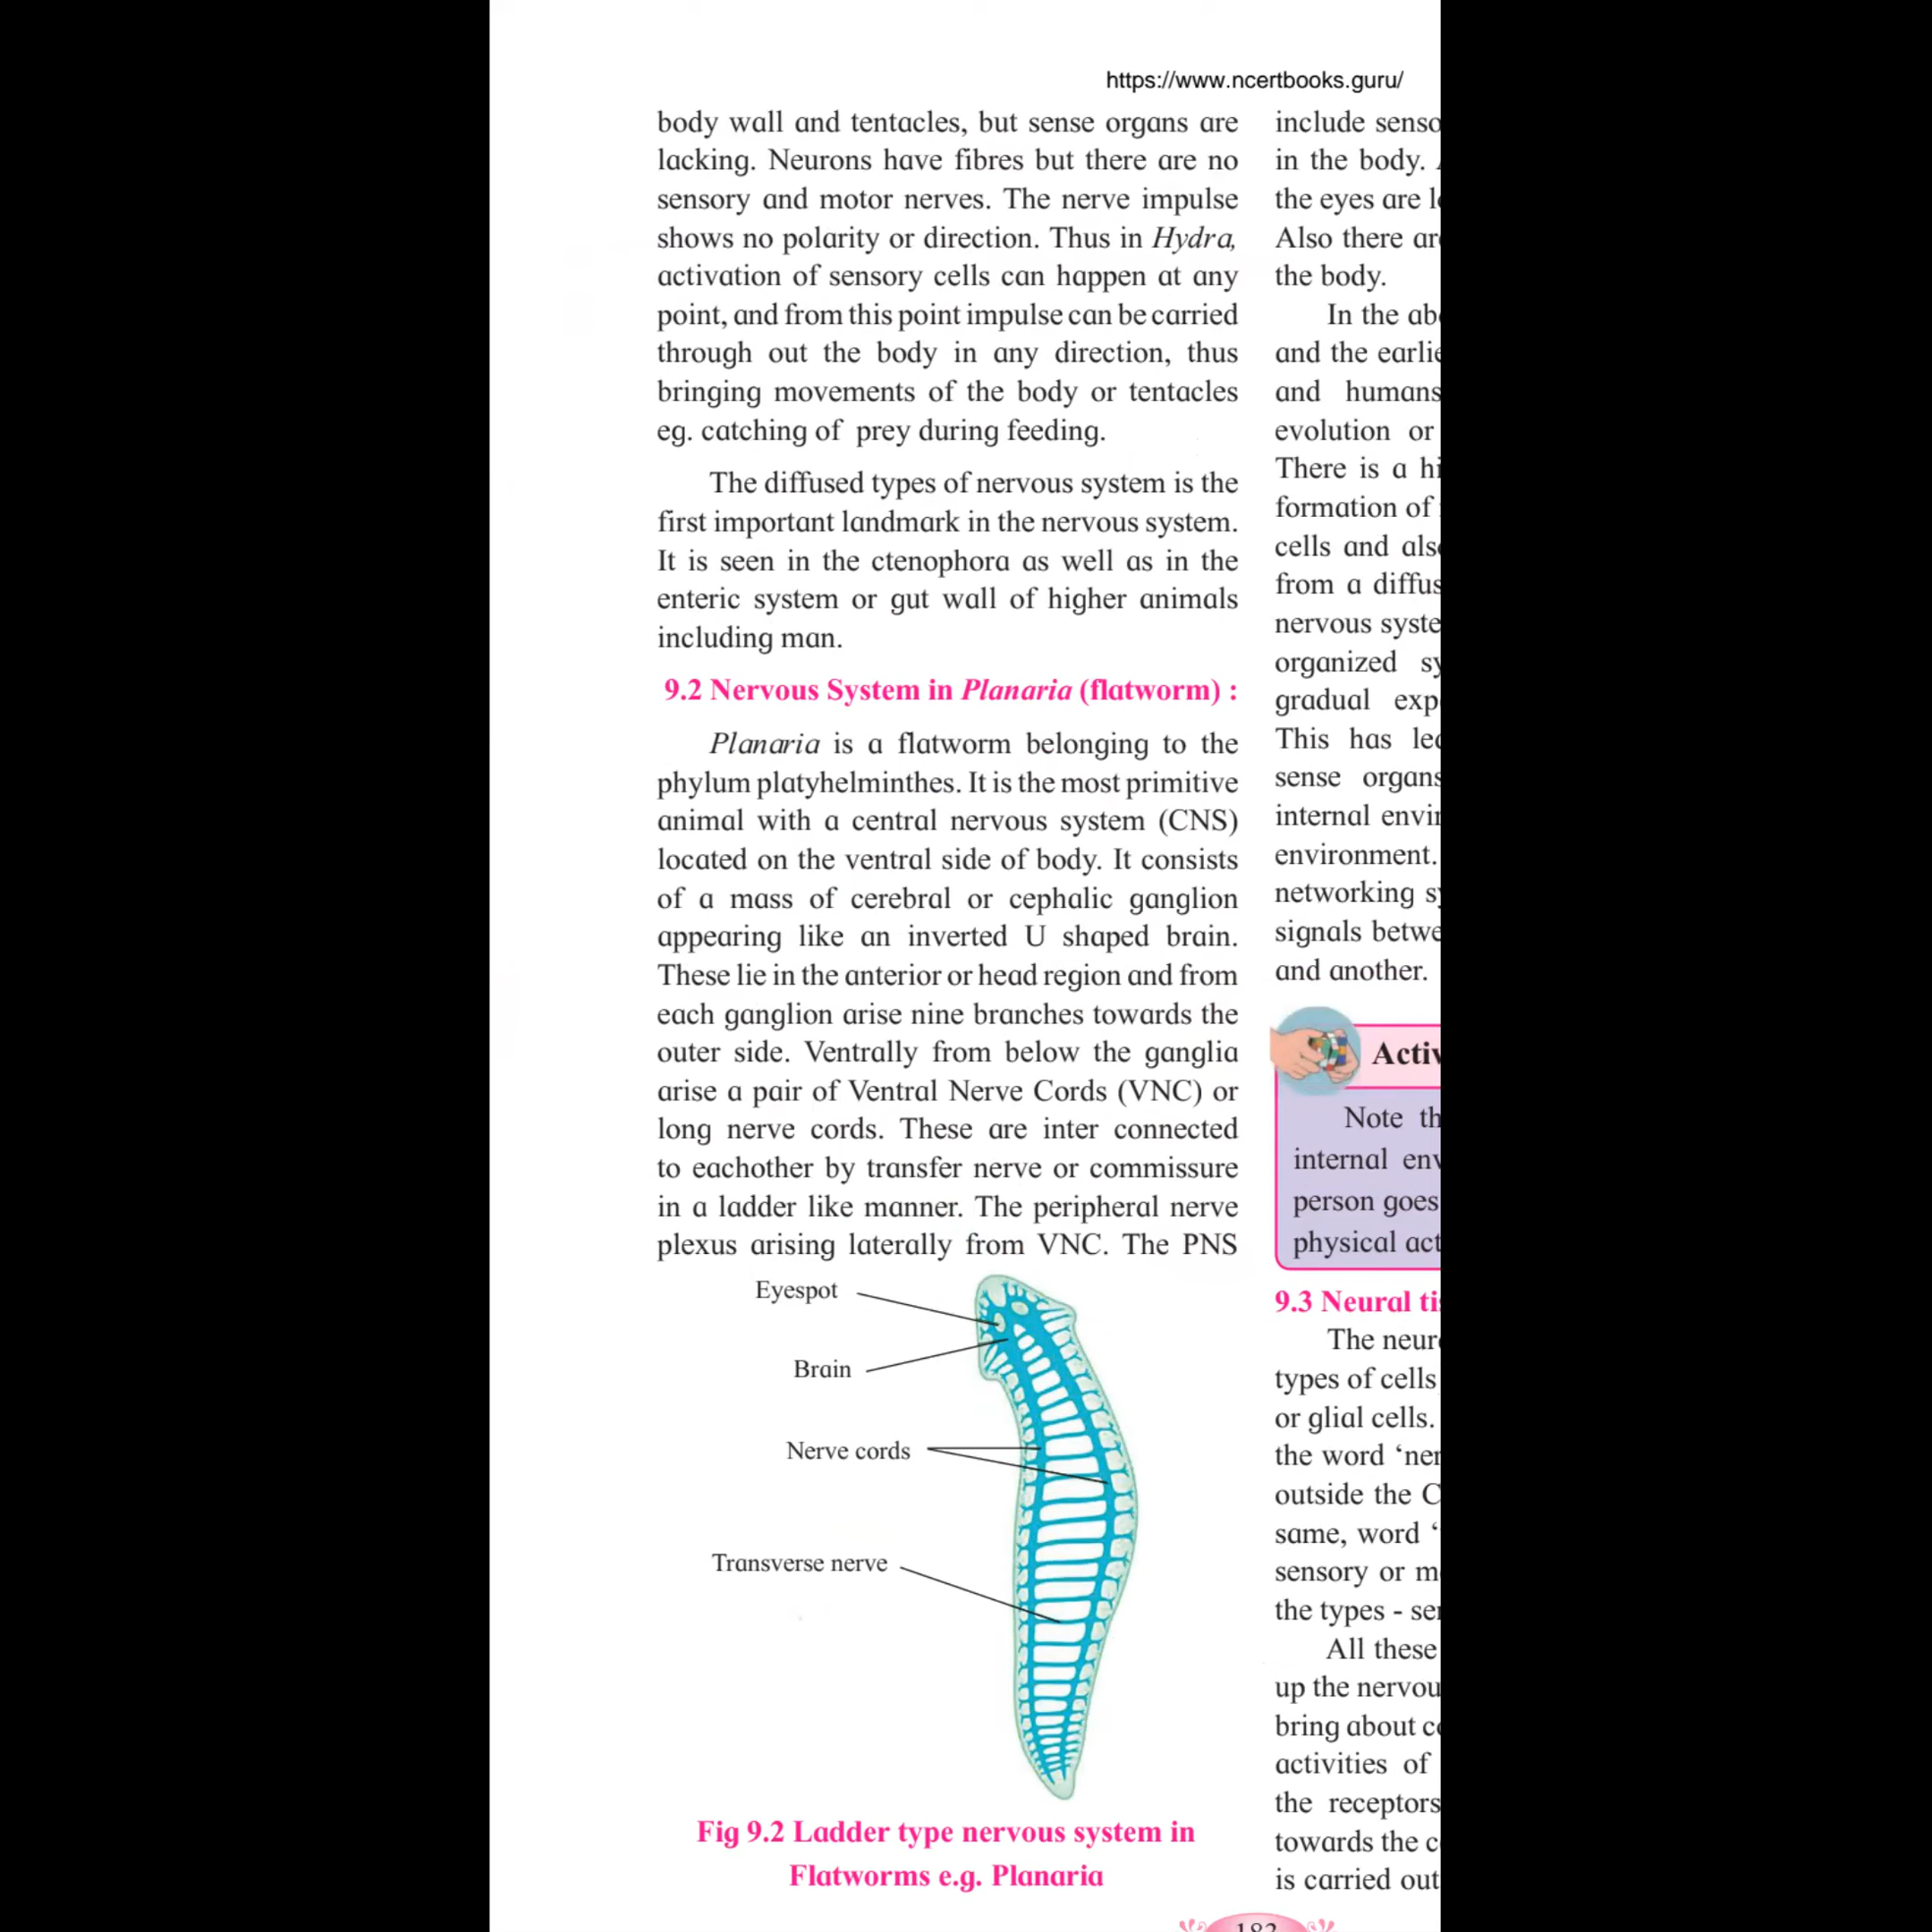 https://www.ncertbooks.guru/
body wall and tentacles, but sense organs are
lacking. Neurons have fibres but there are no
sensory and motor nerves. The nerve impulse
shows no polarity or direction. Thus in Hydra,
activation of sensory cells can happen at any
point, and from this point impulse can be carried
through out the body in any direction, thus
bringing movements of the body or tentacles
eg. catching of prey during feeding.
The diffused types of nervous system is the
first important landmark in the nervous system.
It is seen in the ctenophora as well as in the
enteric system or gut wall of higher animals
including man.
9.2 Nervous System in Planaria (flatworm) :
Planaria is a flatworm belonging to the
phylum platyhelminthes. It is the most primitive
animal with a central nervous system (CNS)
located on the ventral side of body. It consists
of a mass of cerebral or cephalic ganglion
appearing like an inverted U shaped brain.
These lie in the anterior or head region and from
each ganglion arise nine branches towards the
outer side. Ventrally from below the ganglia
arise a pair of Ventral Nerve Cords (VNC) or
long nerve cords. These are inter connected
to eachother by transfer nerve or commissure
in a ladder like manner. The peripheral nerve
plexus arising laterally from VNC. The PNS
Eyespot
Brain
Nerve cords
Transverse nerve
Fig 9.2 Ladder type nervous system in
Flatworms e.g. Planaria
include senso
in the body.
the eyes are
Also there ar
the body.
In the ab
and the earlie
and humans
evolution or
There is a hi
formation of
cells and als
from a diffus
nervous syste
organized sy
gradual exp
This has le
sense organs
internal envir
environment.
networking sy
signals betwe
and another.
Activ
Note th
internal env
person goes
physical act
9.3 Neural ti
The neur
types of cells
or glial cells.
the word ‘ner
outside the C
same, word ‘
sensory or m
the types - ser
All these
up the nervou
bring about c
activities of
the receptors
towards the c
is carried out